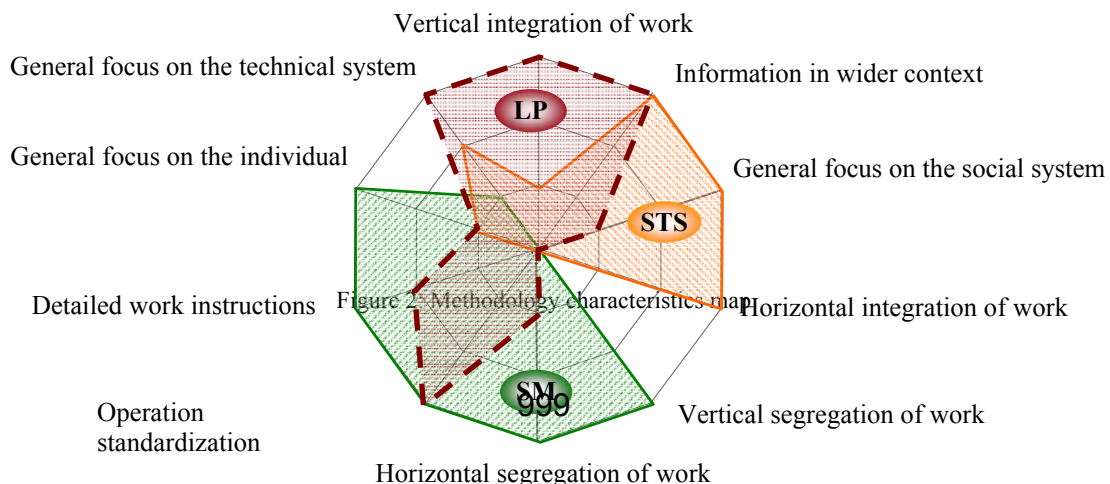 Vertical integration of work
General focus on the technical system
Information in wider context
LP
General focus on the individual
General focus on the social system
STS
Detailed work instructions
Figure 2: Methodology characteristics map
Horizontal integration of work
SM
999
Operation
standardization
Vertical segregation of work
Horizontal segregation of work